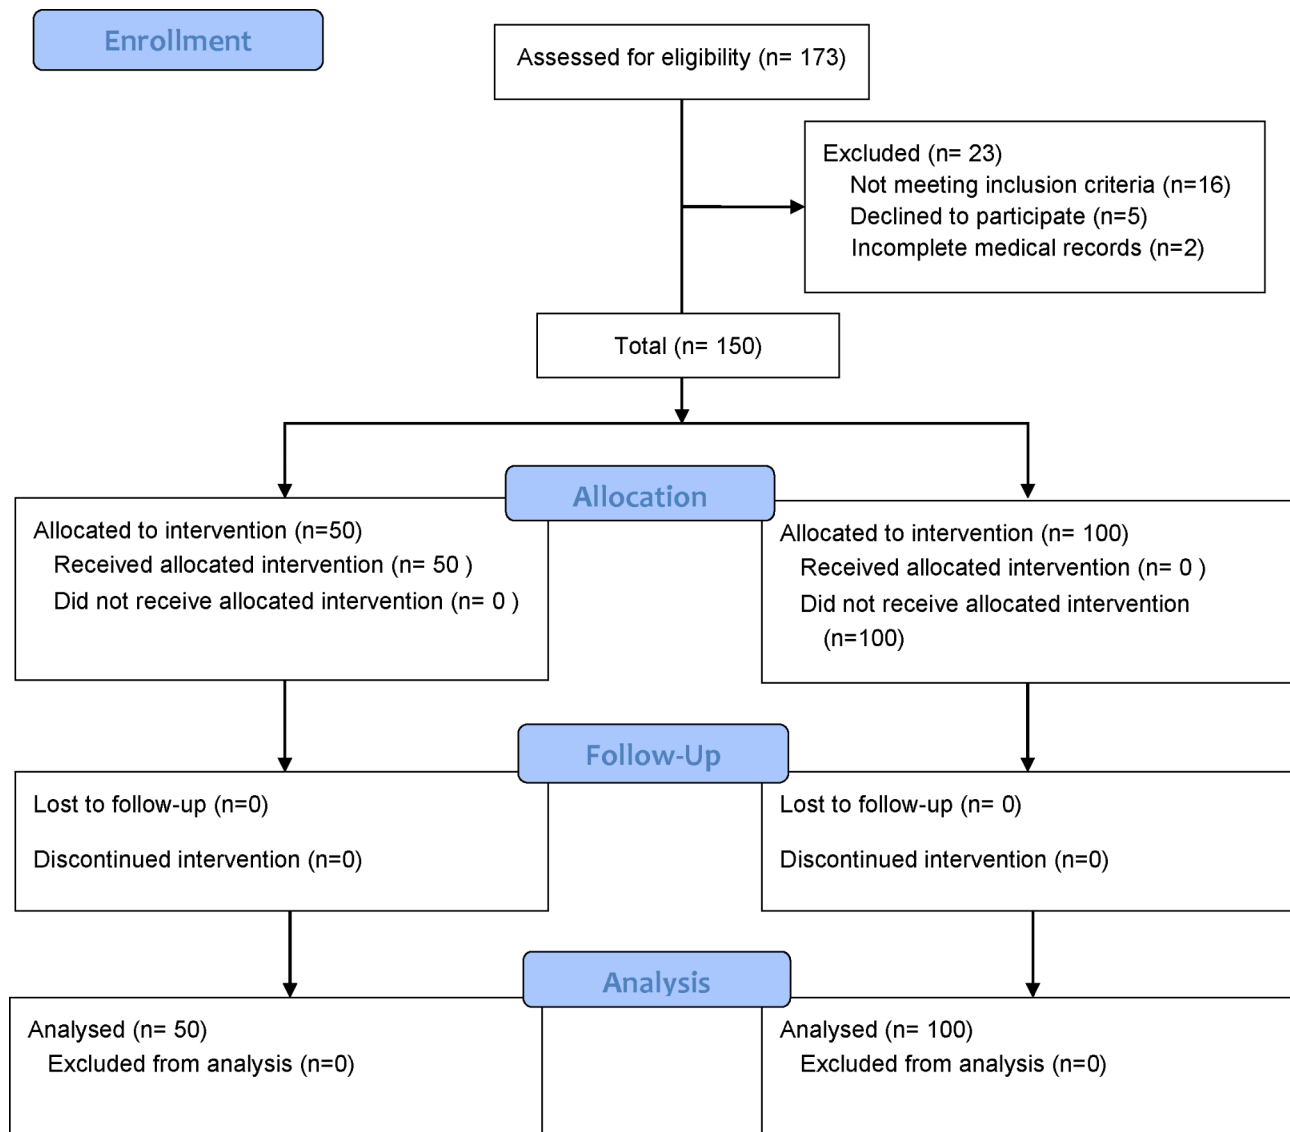 Enrollment
Assessed for eligibility (n= 173)
Excluded (n= 23)
Not meeting inclusion criteria (n=16)
Declined to participate (n=5)
Incomplete medical records (n=2)
Total (n= 150)
Allocation
Allocated to intervention (n=50)
Received allocated intervention (n= 50 )
Did not receive allocated intervention (n= 0 )
Allocated to intervention (n= 100)
Received allocated intervention (n= 0 )
Did not receive allocated intervention
(n=100)
Follow-Up
Lost to follow-up (n=0)
Discontinued intervention (n=0)
Lost to follow-up (n= 0)
Discontinued intervention (n=0)
Analysis
Analysed (n= 50)
Excluded from analysis (n=0)
Analysed (n= 100)
Excluded from analysis (n=0)